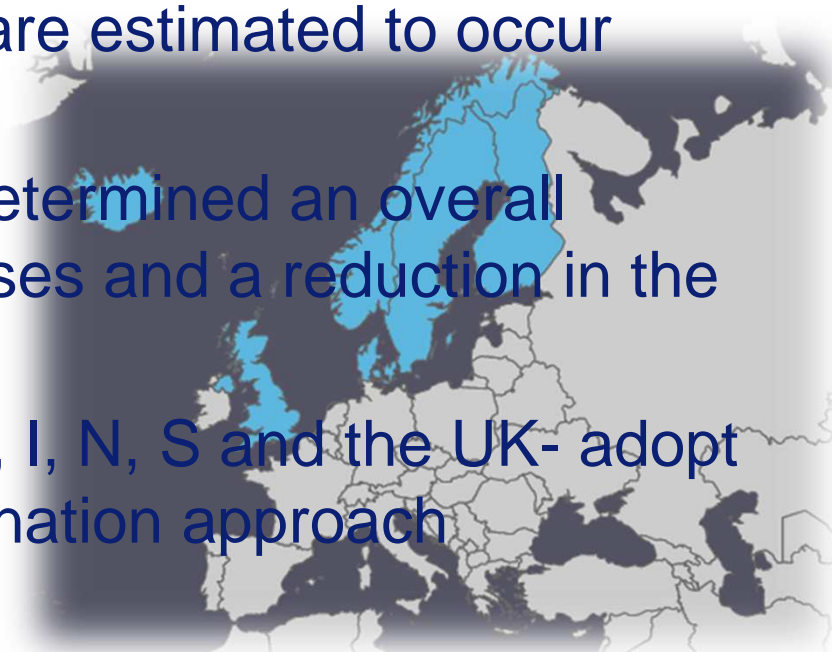 are estimated to occur
etermined an overall
ses and a reduction in the
, I, N, S and the UK- adopt
nation approach